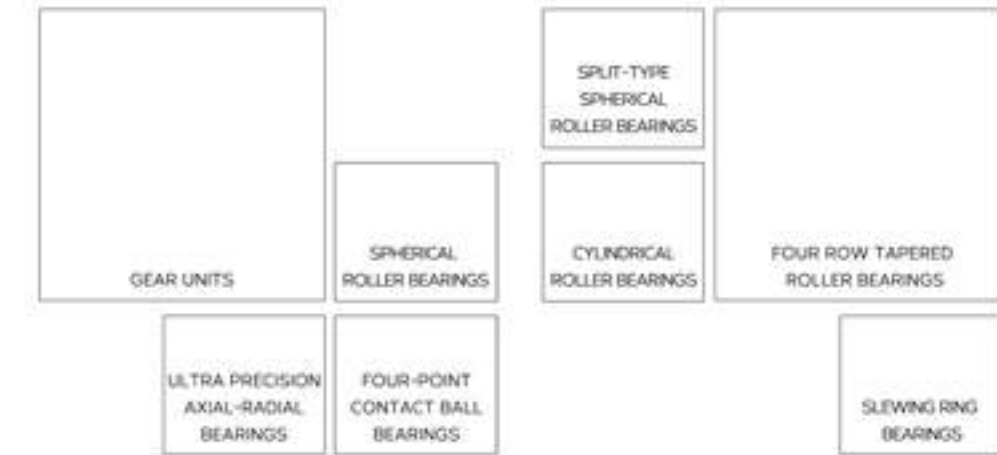 GEAR UNITS
SPHERICAL
ROLLER BEARINGS
SPLIT-TYPE
SPHERICAL
ROLLER BEARINGS
CYLINDRICAL
ROLLER BEARINGS
FOUR ROW TAPERED
ROLLER BEARINGS
ULTRA PRECISION
AXIAL-RADIAL
BEARINGS
FOUR-POINT
CONTACT BALL
BEARINGS
SLEWING RING
BEARINGS